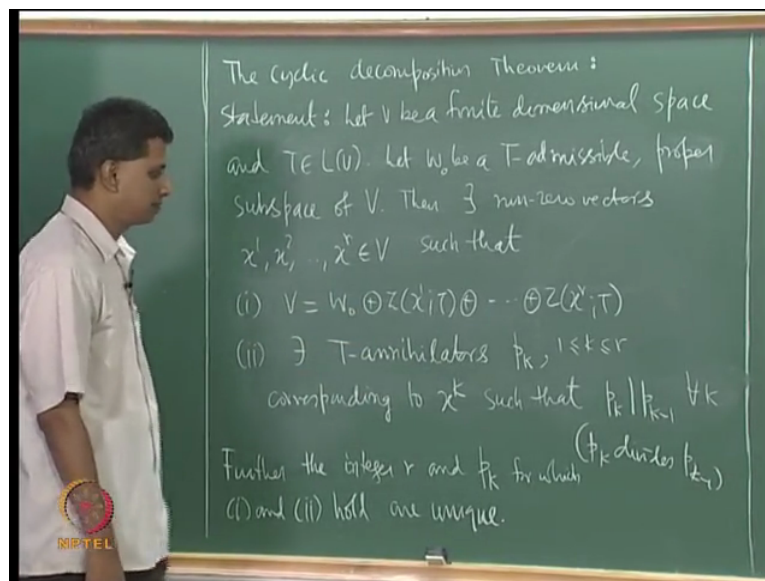 The Cyclic decomposition Theorem:
Statement: Let V be a finite dimensional space
and T ∈ L(V). Let W₀ be a T-admissible, proper
subspace of V. Then ∃ non-zero vectors
x¹, x², .., xʳ ∈ V such that
(i) V = W₀ ⊕ Z(x¹;T) ⊕ ... ⊕ Z(xʳ;T)
(ii) ∃ T-annihilators pₖ, 1 ≤ k ≤ r
corresponding to xᵏ such that pₖ | pₖ₋₁ ∀ k
(pₖ divides pₖ₋₁)
Further the integer r and pₖ for which
(i) and (ii) hold are unique.
NPTEL